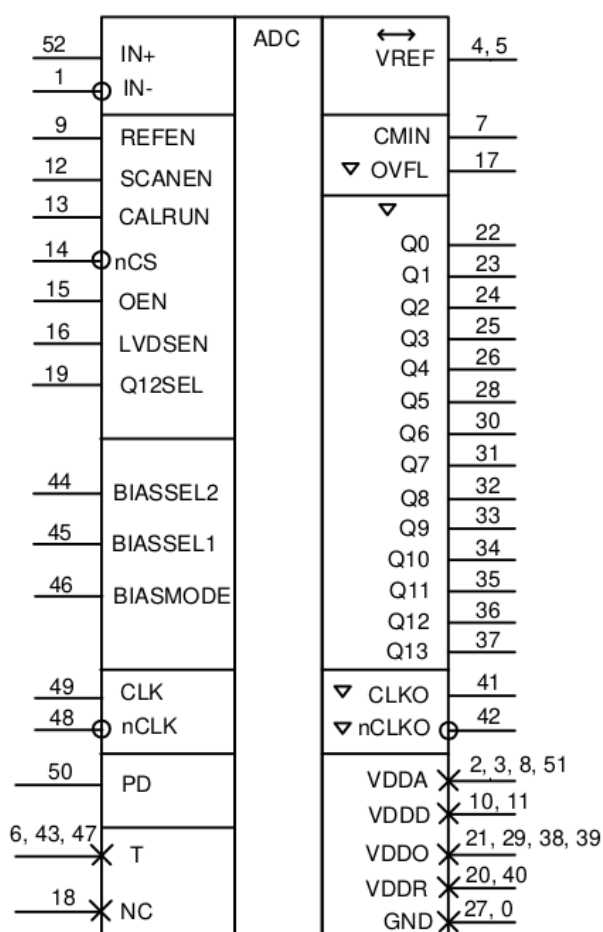 ADC
52 IN+
1 IN-
9 REFEN
12 SCANEN
13 CALRUN
14 nCS
15 OEN
16 LVDSEN
19 Q12SEL
44 BIASSEL2
45 BIASSEL1
46 BIASMODE
49 CLK
48 nCLK
50 PD
6, 43, 47 T
18 NC
VREF 4, 5
CMIN 7
OVFL 17
Q0 22
Q1 23
Q2 24
Q3 25
Q4 26
Q5 28
Q6 30
Q7 31
Q8 32
Q9 33
Q10 34
Q11 35
Q12 36
Q13 37
CLKO 41
nCLKO 42
VDDA 2, 3, 8, 51
VDDD 10, 11
VDDO 21, 29, 38, 39
VDDR 20, 40
GND 27, 0